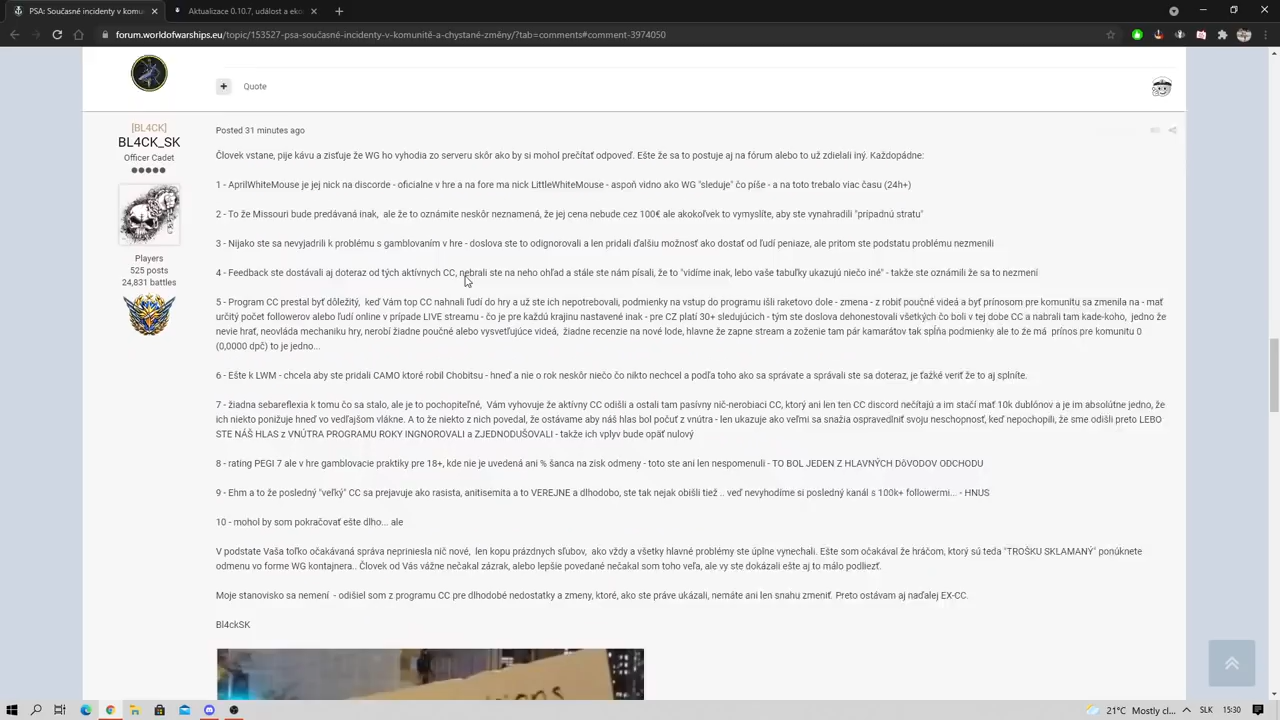 PSA: Současné incidenty v komu
Aktualizace 0.10.7, událost a eko
forum.worldofwarships.eu/topic/153527-psa-současné-incidenty-v-komunitě-a-chystané-změny/?tab=comments#comment-3974050
+ Quote
[BL4CK]
BL4CK_SK
Officer Cadet
Players
525 posts
24,831 battles
Posted 31 minutes ago
Človek vstane, pije kávu a zisťuje že WG ho vyhodia zo serveru skôr ako by si mohol prečítať odpoveď. Ešte že sa to postuje aj na fórum alebo to už zdielali iný. Každopádne:
1 - AprilWhiteMouse je jej nick na discorde - oficialne v hre a na fore ma nick LittleWhiteMouse - aspoň vidno ako WG "sleduje" čo píše - a na toto trebalo viac času (24h+)
2 - To že Missouri bude predávaná inak, ale že to oznámite neskôr neznamená, že jej cena nebude cez 100€ ale akokoľvek to vymyslíte, aby ste vynahradili "prípadnú stratu"
3 - Nijako ste sa nevyjadrili k problému s gamblovaním v hre - doslova ste to odignorovali a len pridali ďalšiu možnosť ako dostať od ľudí peniaze, ale pritom ste podstatu problému nezmenili
4 - Feedback ste dostávali aj doteraz od tých aktívnych CC, nebrali ste na neho ohľad a stále ste nám písali, že to "vidíme inak, lebo vaše tabuľky ukazujú niečo iné" - takže ste oznámili že sa to nezmení
5 - Program CC prestal byť dôležitý, keď Vám top CC nahnali ľudí do hry a už ste ich nepotrebovali, podmienky na vstup do programu išli raketovo dole - zmena - z robiť poučné videá a byť prínosom pre komunitu sa zmenila na - mať
určitý počet followerov alebo ľudí online v prípade LIVE streamu - čo je pre každú krajinu nastavené inak - pre CZ platí 30+ sledujúcich - tým ste doslova dehonestovali všetkých čo boli v tej dobe CC a nabrali tam kade-koho, jedno že
nevie hrať, neovláda mechaniku hry, nerobí žiadne poučné alebo vysvetľujúce videá, žiadne recenzie na nové lode, hlavne že zapne stream a zoženie tam pár kamarátov tak spĺňa podmienky ale to že má prínos pre komunitu 0
(0,0000 dpč) to je jedno...
6 - Ešte k LWM - chcela aby ste pridali CAMO ktoré robil Chobitsu - hneď a nie o rok neskôr niečo čo nikto nechcel a podľa toho ako sa správate a správali ste sa doteraz, je ťažké veriť že to aj splníte.
7 - žiadna sebareflexia k tomu čo sa stalo, ale je to pochopiteľné, Vám vyhovuje že aktívny CC odišli a ostali tam pasívny nič-nerobiaci CC, ktorý ani len ten CC discord nečítajú a im stačí mať 10k dublónov a je im absolútne jedno, že
ich niekto ponižuje hneď vo vedľajšom vlákne. A to že niekto z nich povedal, že ostávame aby náš hlas bol počuť z vnútra - len ukazuje ako veľmi sa snažia ospravedlniť svoju neschopnosť, keď nepochopili, že sme odišli preto LEBO
STE NÁŠ HLAS z VNÚTRA PROGRAMU ROKY INGNOROVALI a ZJEDNODUŠOVALI - takže ich vplyv bude opäť nulový
8 - rating PEGI 7 ale v hre gamblovacie praktiky pre 18+, kde nie je uvedená ani % šanca na zisk odmeny - toto ste ani len nespomenuli - TO BOL JEDEN Z HLAVNÝCH DôVODOV ODCHODU
9 - Ehm a to že posledný "veľký" CC sa prejavuje ako rasista, anitisemita a to VEREJNE a dlhodobo, ste tak nejak obišli tiež .. veď nevyhodíme si posledný kanál s 100k+ followermi... - HNUS
10 - mohol by som pokračovať ešte dlho... ale
V podstate Vaša toľko očakávaná správa nepriniesla nič nové, len kopu prázdnych sľubov, ako vždy a všetky hlavné problémy ste úplne vynechali. Ešte som očakával že hráčom, ktorý sú teda "TROŠKU SKLAMANÝ" ponúknete
odmenu vo forme WG kontajnera.. Človek od Vás vážne nečakal zázrak, alebo lepšie povedané nečakal som toho veľa, ale vy ste dokázali ešte aj to málo podliezť.
Moje stanovisko sa nemení - odišiel som z programu CC pre dlhodobé nedostatky a zmeny, ktoré, ako ste práve ukázali, nemáte ani len snahu zmeniť. Preto ostávam aj naďalej EX-CC.
Bl4ckSK
21°C Mostly cl... SLK 15:30